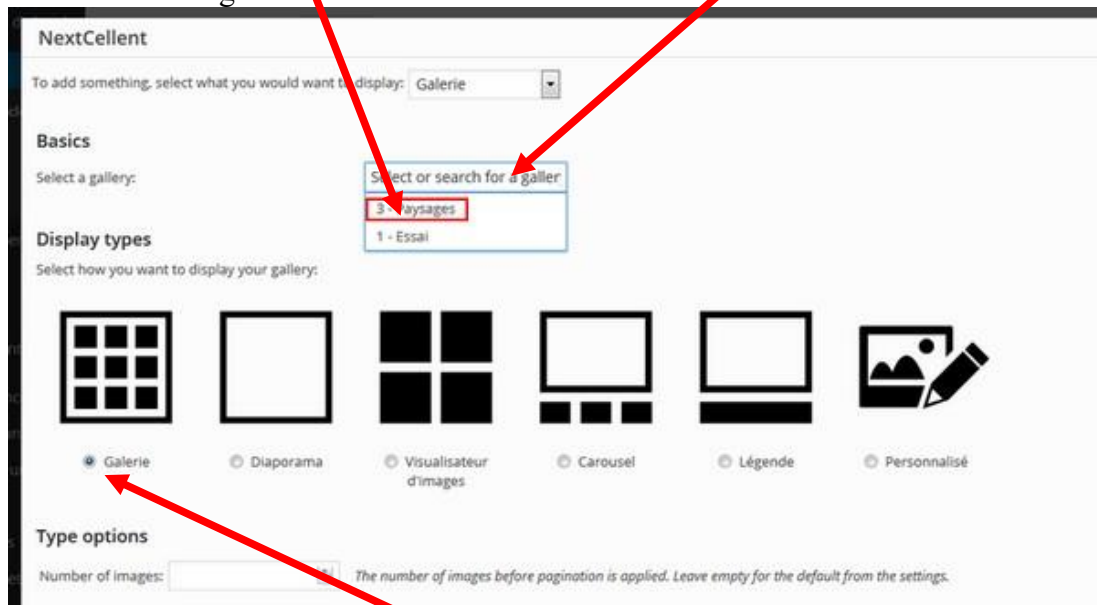 NextCellent
To add something, select what you would want to display: Galerie
Basics
Select a gallery: Select or search for a galler
3 - Paysages
1 - Essai
Display types
Select how you want to display your gallery:
Galerie Diaporama Visualisateur d'images Carousel Légende Personnalisé
Type options
Number of images: The number of images before pagination is applied. Leave empty for the default from the settings.